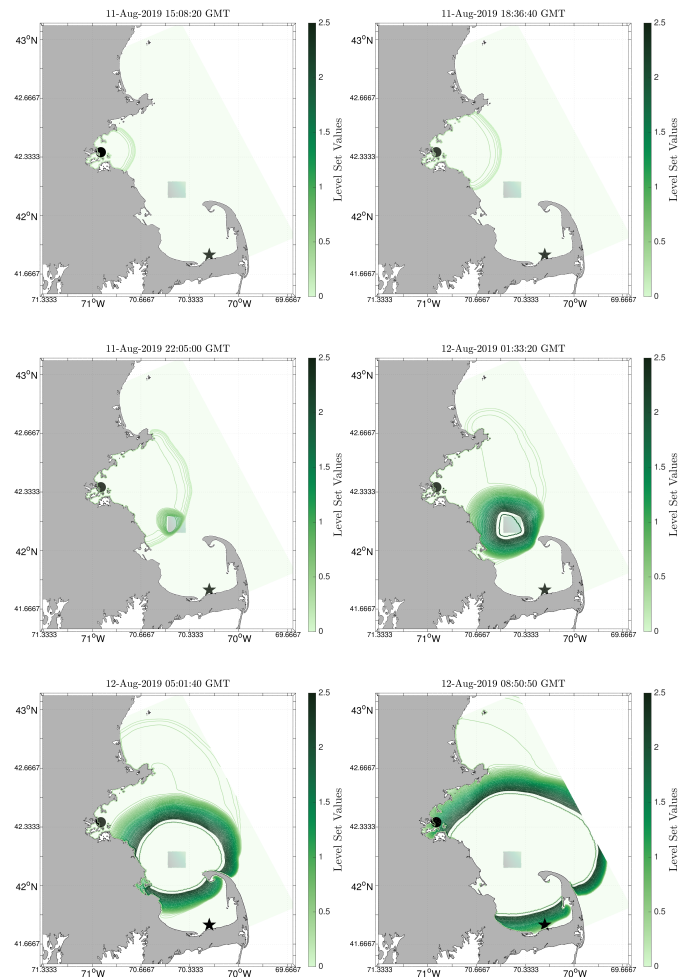 11-Aug-2019 15:08:20 GMT
43°N
42.6667
42.3333
42°N
41.6667
71.3333 71°W 70.6667 70.3333 70°W 69.6667
2.5
2
1.5
1
0.5
0
Level Set Values
11-Aug-2019 18:36:40 GMT
43°N
42.6667
42.3333
42°N
41.6667
71.3333 71°W 70.6667 70.3333 70°W 69.6667
2.5
2
1.5
1
0.5
0
Level Set Values
11-Aug-2019 22:05:00 GMT
43°N
42.6667
42.3333
42°N
41.6667
71.3333 71°W 70.6667 70.3333 70°W 69.6667
2.5
2
1.5
1
0.5
0
Level Set Values
12-Aug-2019 01:33:20 GMT
43°N
42.6667
42.3333
42°N
41.6667
71.3333 71°W 70.6667 70.3333 70°W 69.6667
2.5
2
1.5
1
0.5
0
Level Set Values
12-Aug-2019 05:01:40 GMT
43°N
42.6667
42.3333
42°N
41.6667
71.3333 71°W 70.6667 70.3333 70°W 69.6667
2.5
2
1.5
1
0.5
0
Level Set Values
12-Aug-2019 08:50:50 GMT
43°N
42.6667
42.3333
42°N
41.6667
71.3333 71°W 70.6667 70.3333 70°W 69.6667
2.5
2
1.5
1
0.5
0
Level Set Values